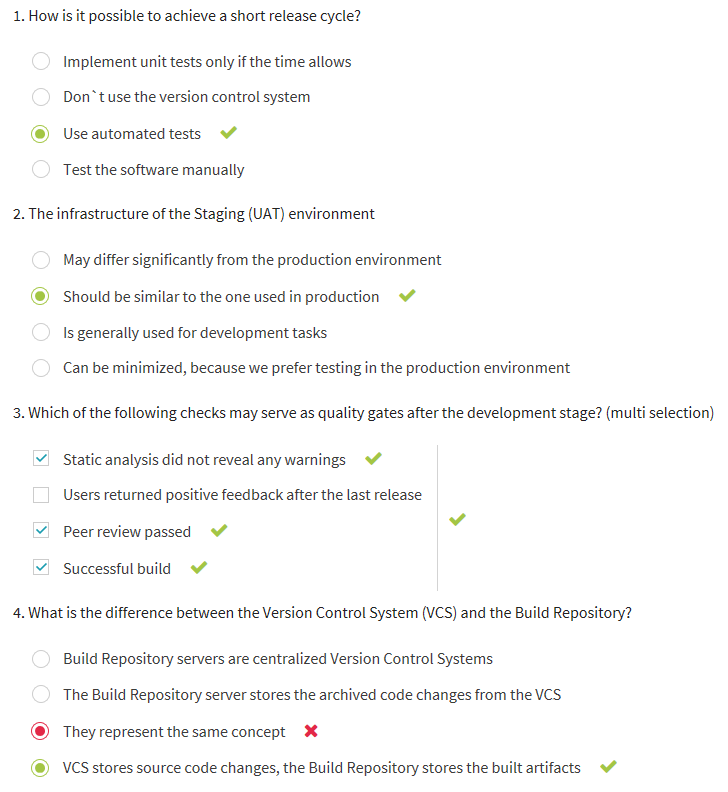 1. How is it possible to achieve a short release cycle?
Implement unit tests only if the time allows
Don`t use the version control system
Use automated tests
Test the software manually
2. The infrastructure of the Staging (UAT) environment
May differ significantly from the production environment
Should be similar to the one used in production
Is generally used for development tasks
Can be minimized, because we prefer testing in the production environment
3. Which of the following checks may serve as quality gates after the development stage? (multi selection)
Static analysis did not reveal any warnings
Users returned positive feedback after the last release
Peer review passed
Successful build
4. What is the difference between the Version Control System (VCS) and the Build Repository?
Build Repository servers are centralized Version Control Systems
The Build Repository server stores the archived code changes from the VCS
They represent the same concept
VCS stores source code changes, the Build Repository stores the built artifacts